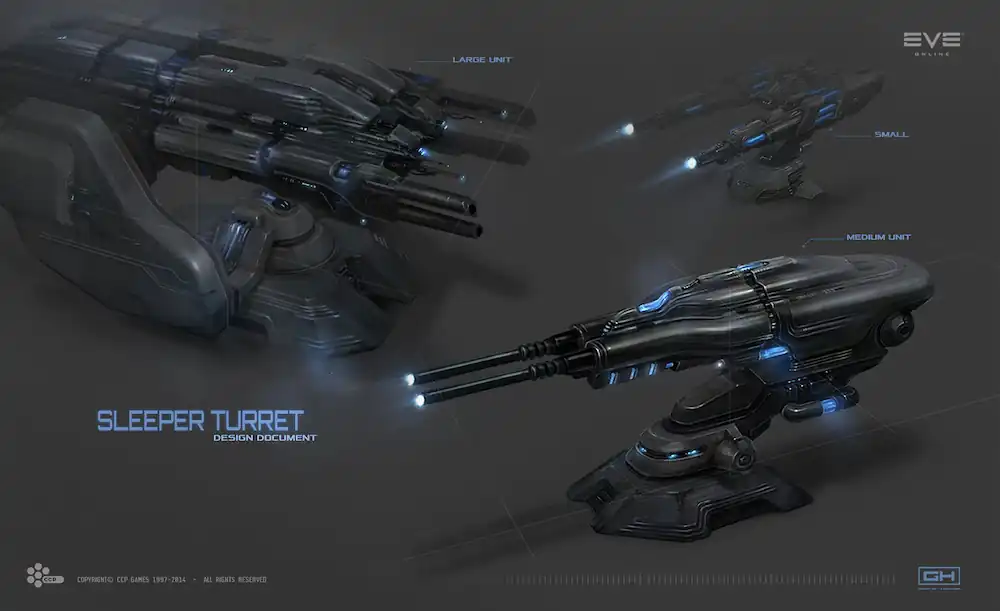 EVE
ONLINE
LARGE UNIT
SMALL
MEDIUM UNIT
SLEEPER TURRET
DESIGN DOCUMENT
CCP
COPYRIGHT© CCP GAMES 1997-2014 - ALL RIGHTS RESERVED
GH